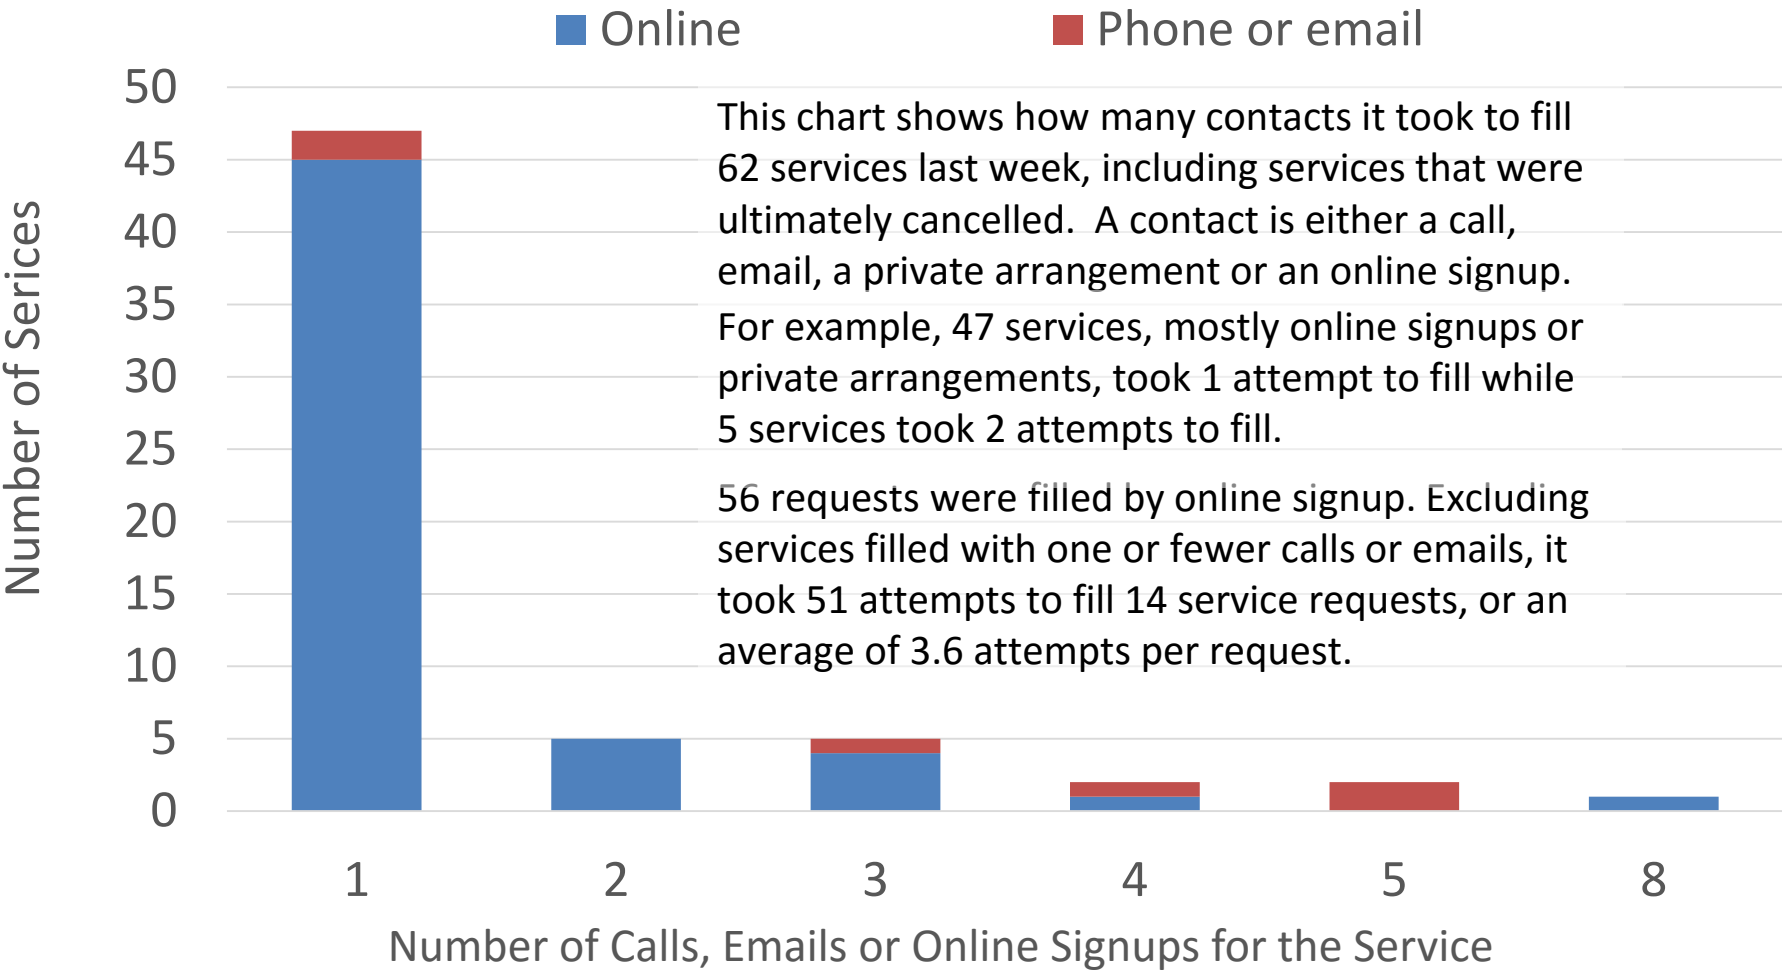 Online Phone or email
50
45
40
35
30
25
20
15
10
5
0
Number of Serices
This chart shows how many contacts it took to fill
62 services last week, including services that were
ultimately cancelled.  A contact is either a call,
email, a private arrangement or an online signup.
For example, 47 services, mostly online signups or
private arrangements, took 1 attempt to fill while
5 services took 2 attempts to fill.
56 requests were filled by online signup. Excluding
services filled with one or fewer calls or emails, it
took 51 attempts to fill 14 service requests, or an
average of 3.6 attempts per request.
1 2 3 4 5 8
Number of Calls, Emails or Online Signups for the Service